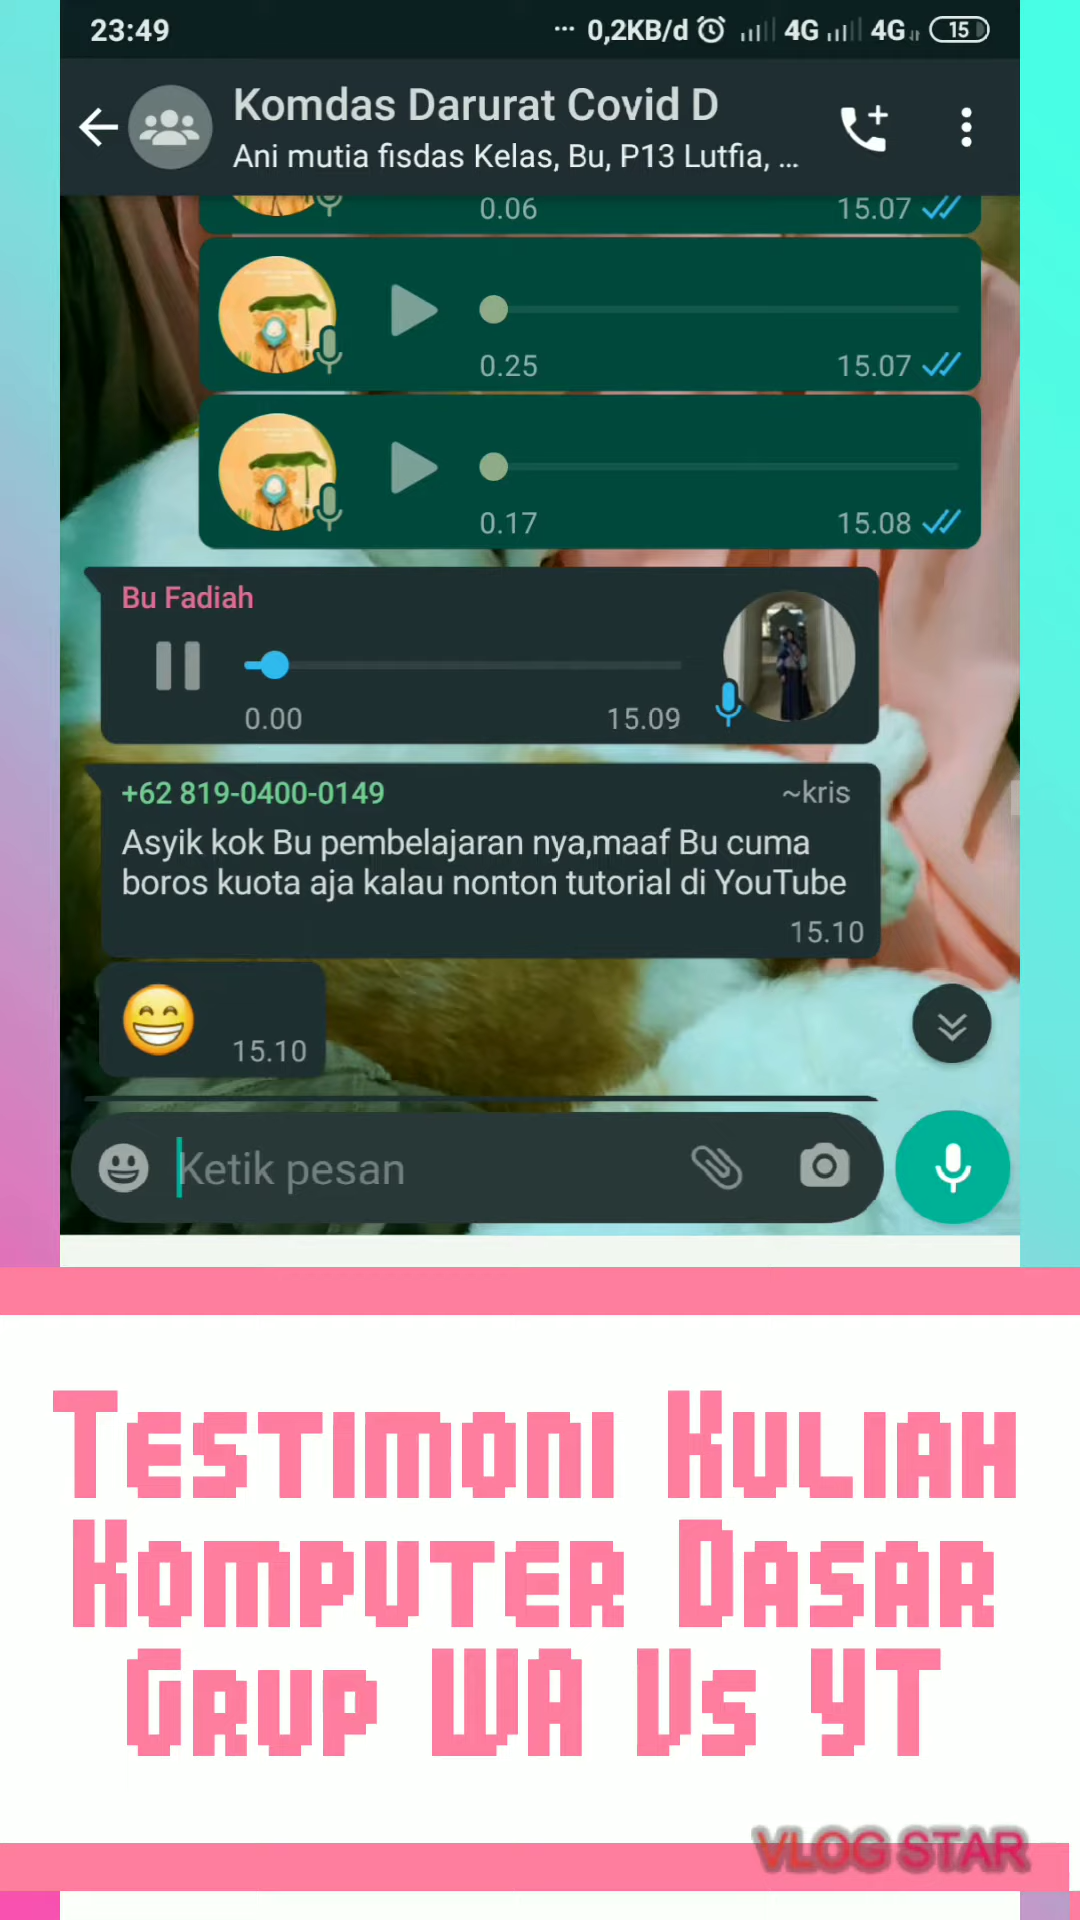 23:49
... 0,2KB/d 4G 4G 15
Komdas Darurat Covid D
Ani mutia fisdas Kelas, Bu, P13 Lutfia, ...
0.06 15.07
0.25 15.07
0.17 15.08
Bu Fadiah
0.00 15.09
+62 819-0400-0149 ~kris
Asyik kok Bu pembelajaran nya,maaf Bu cuma
boros kuota aja kalau nonton tutorial di YouTube
15.10
15.10
Ketik pesan
Testimoni Kuliah
Komputer Dasar
Grup WA Vs YT
VLOG STAR